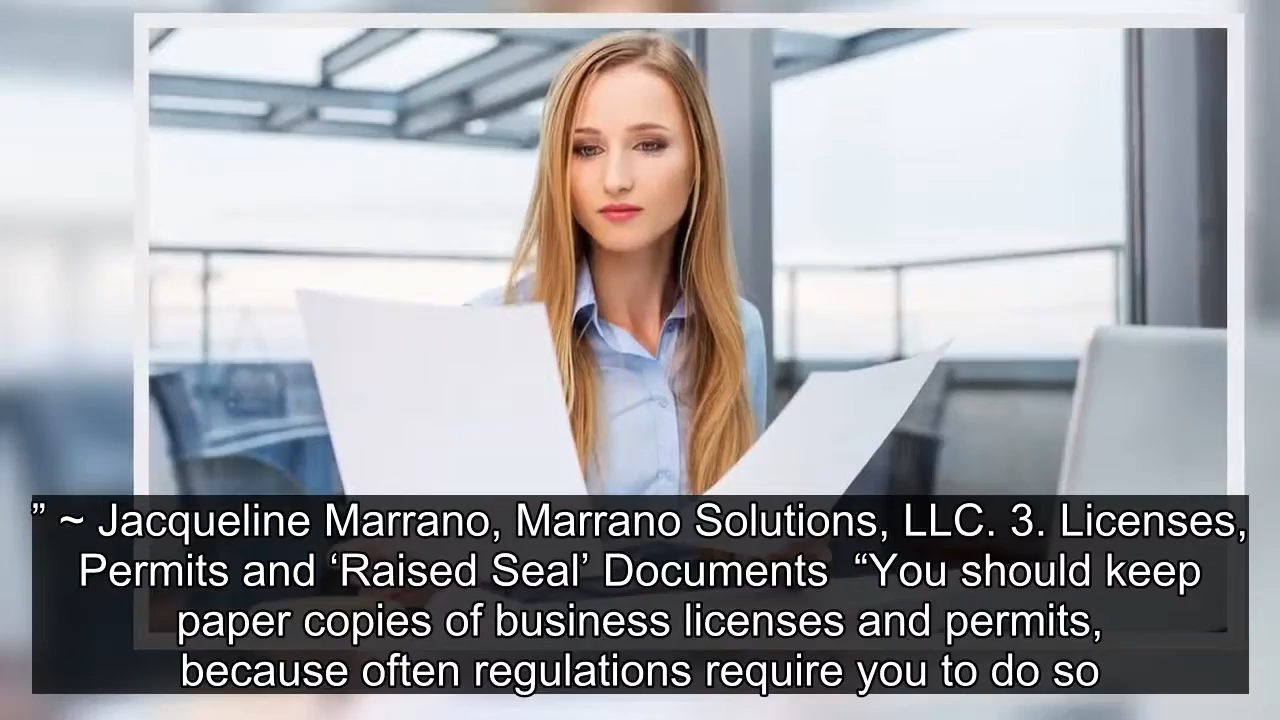 ” ~ Jacqueline Marrano, Marrano Solutions, LLC. 3. Licenses,
Permits and ‘Raised Seal’ Documents  “You should keep
paper copies of business licenses and permits,
because often regulations require you to do so